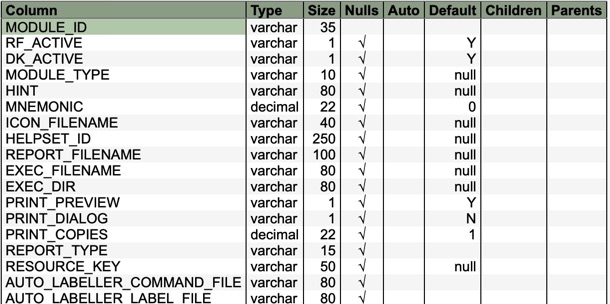 Column Type Size Nulls Auto Default Children Parents
MODULE_ID varchar 35
RF_ACTIVE varchar 1 √ Y
DK_ACTIVE varchar 1 √ Y
MODULE_TYPE varchar 10 √ null
HINT varchar 80 √ null
MNEMONIC decimal 22 √ 0
ICON_FILENAME varchar 40 √ null
HELPSET_ID varchar 250 √ null
REPORT_FILENAME varchar 100 √ null
EXEC_FILENAME varchar 80 √ null
EXEC_DIR varchar 80 √ null
PRINT_PREVIEW varchar 1 √ Y
PRINT_DIALOG varchar 1 √ N
PRINT_COPIES decimal 22 √ 1
REPORT_TYPE varchar 15 √
RESOURCE_KEY varchar 50 √ null
AUTO_LABELLER_COMMAND_FILE varchar 80 √
AUTO_LABELLER_LABEL_FILE varchar 80 √